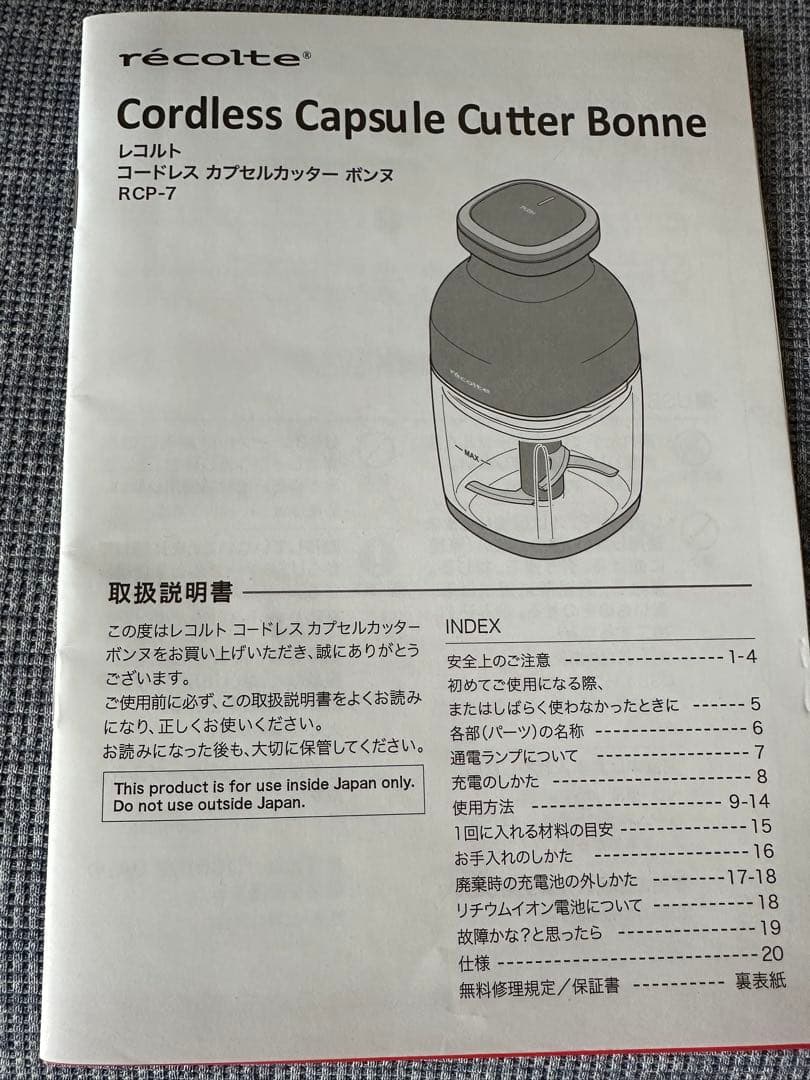 récolte®
Cordless Capsule Cutter Bonne
レコルト
コードレス カプセルカッター ボンヌ
RCP-7
PUSH
récolte
MAX
取扱説明書
この度はレコルト コードレス カプセルカッター
ボンヌをお買い上げいただき、誠にありがとう
ございます。
ご使用前に必ず、この取扱説明書をよくお読み
になり、正しくお使いください。
お読みになった後も、大切に保管してください。
This product is for use inside Japan only.
Do not use outside Japan.
INDEX
安全上のご注意 ------------------- 1-4
初めてご使用になる際、
またはしばらく使わなかったときに ------ 5
各部（パーツ）の名称 ----------------- 6
通電ランプについて ----------------- 7
充電のしかた ---------------------- 8
使用方法 --------------------- 9-14
1回に入れる材料の目安 -------------- 15
お手入れのしかた ---------------- 16
廃棄時の充電池の外しかた --------17-18
リチウムイオン電池について ---------- 18
故障かな？と思ったら --------------- 19
仕様 ----------------------------- 20
無料修理規定／保証書 ---------- 裏表紙